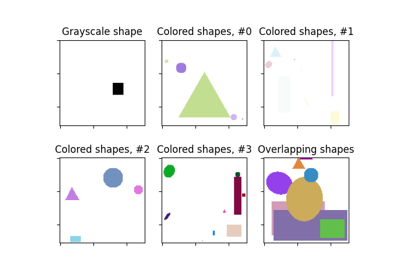 Grayscale shape
Colored shapes, #0
Colored shapes, #1
Colored shapes, #2
Colored shapes, #3
Overlapping shapes